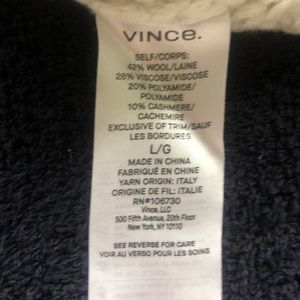 VINCE.
SELF/CORPS:
42% WOOL/LAINE
28% VISCOSE/VISCOSE
20% POLYAMIDE/
POLYAMIDE
10% CASHMERE/
CACHEMIRE
EXCLUSIVE OF TRIM/SAUF
LES BORDURES
L/G
MADE IN CHINA
FABRIQUÉ EN CHINE
YARN ORIGIN: ITALY
ORIGINE DE FIL: ITALIE
RN#106730
Vince, LLC
500 Fifth Avenue, 20th Floor
New York, NY 10110
SEE REVERSE FOR CARE
VOIR AU VERSO POUR LES SOINS